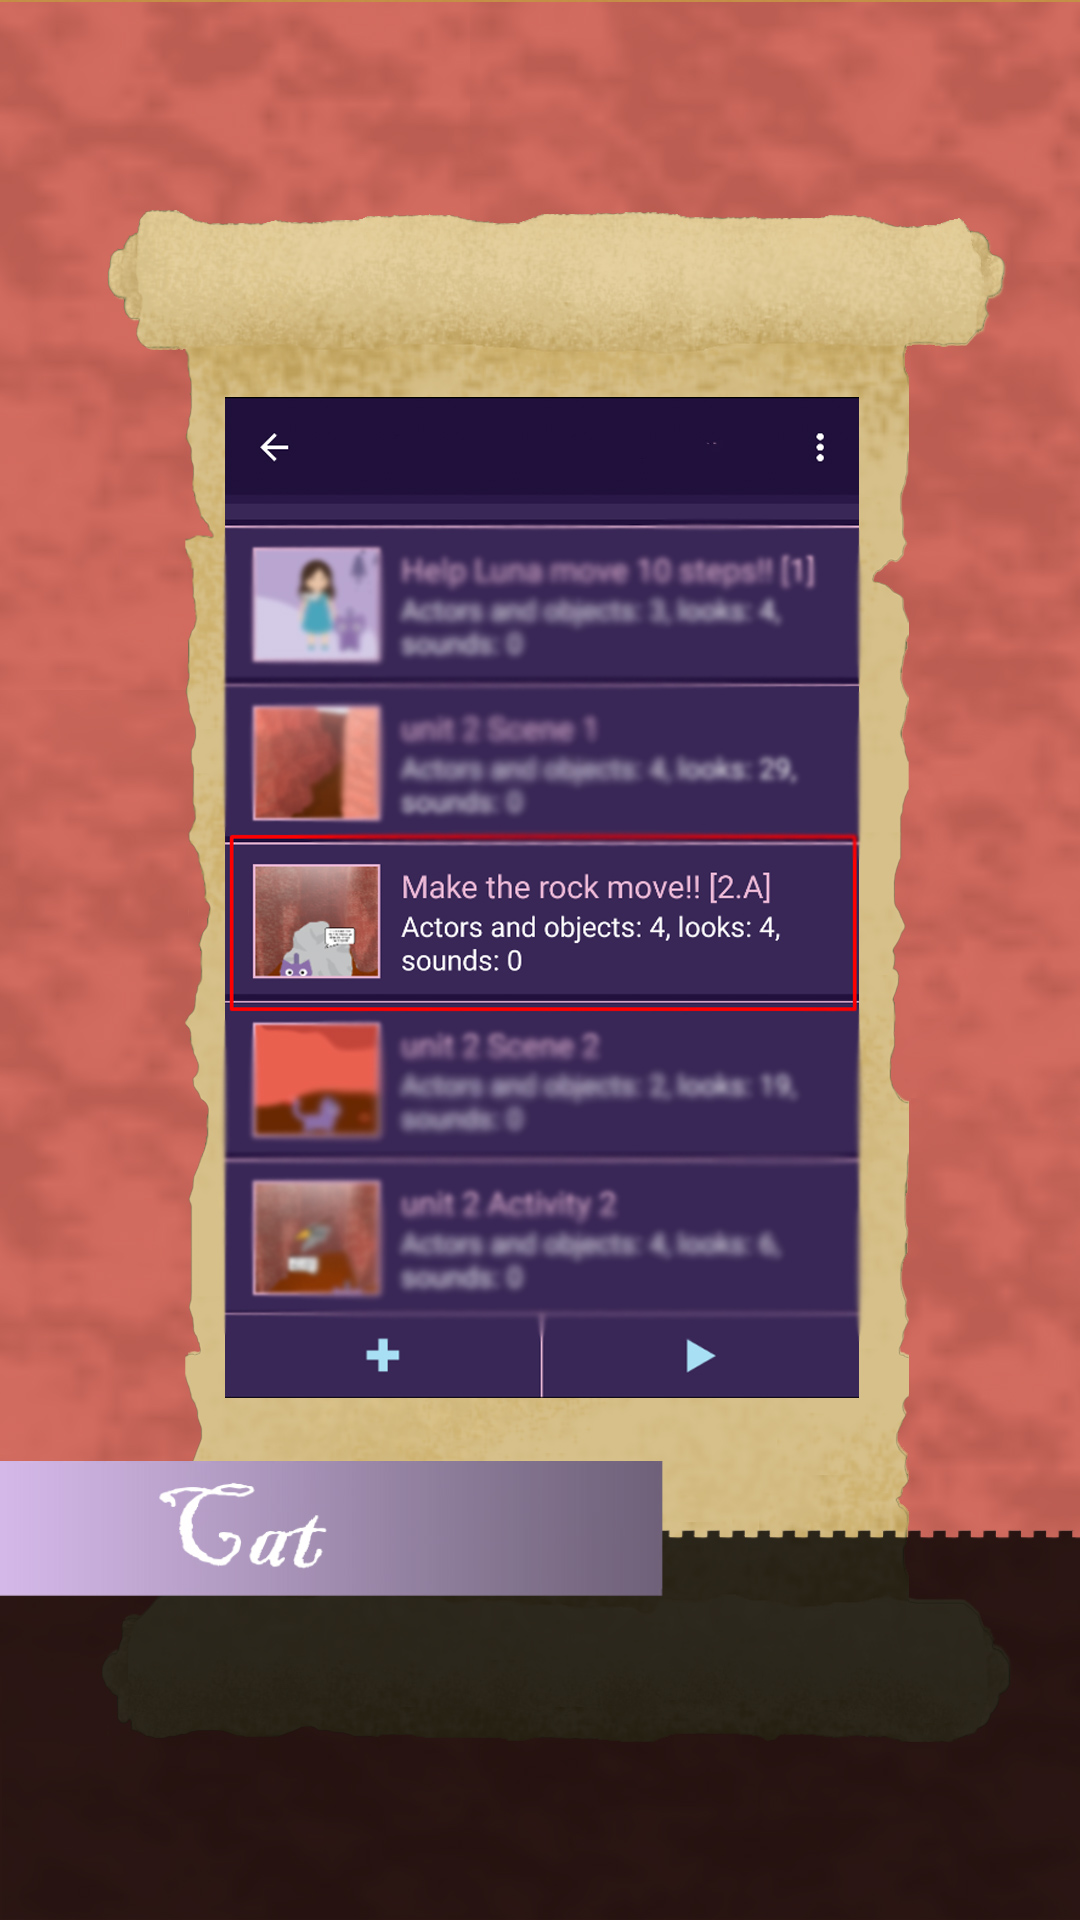 Help Luna move 10 steps!! [1]
Actors and objects: 3, looks: 4,
sounds: 0
unit 2 Scene 1
Actors and objects: 4, looks: 29,
sounds: 0
Make the rock move!! [2.A]
Actors and objects: 4, looks: 4,
sounds: 0
unit 2 Scene 2
Actors and objects: 2, looks: 19,
sounds: 0
unit 2 Activity 2
Actors and objects: 4, looks: 6,
sounds: 0
Cat